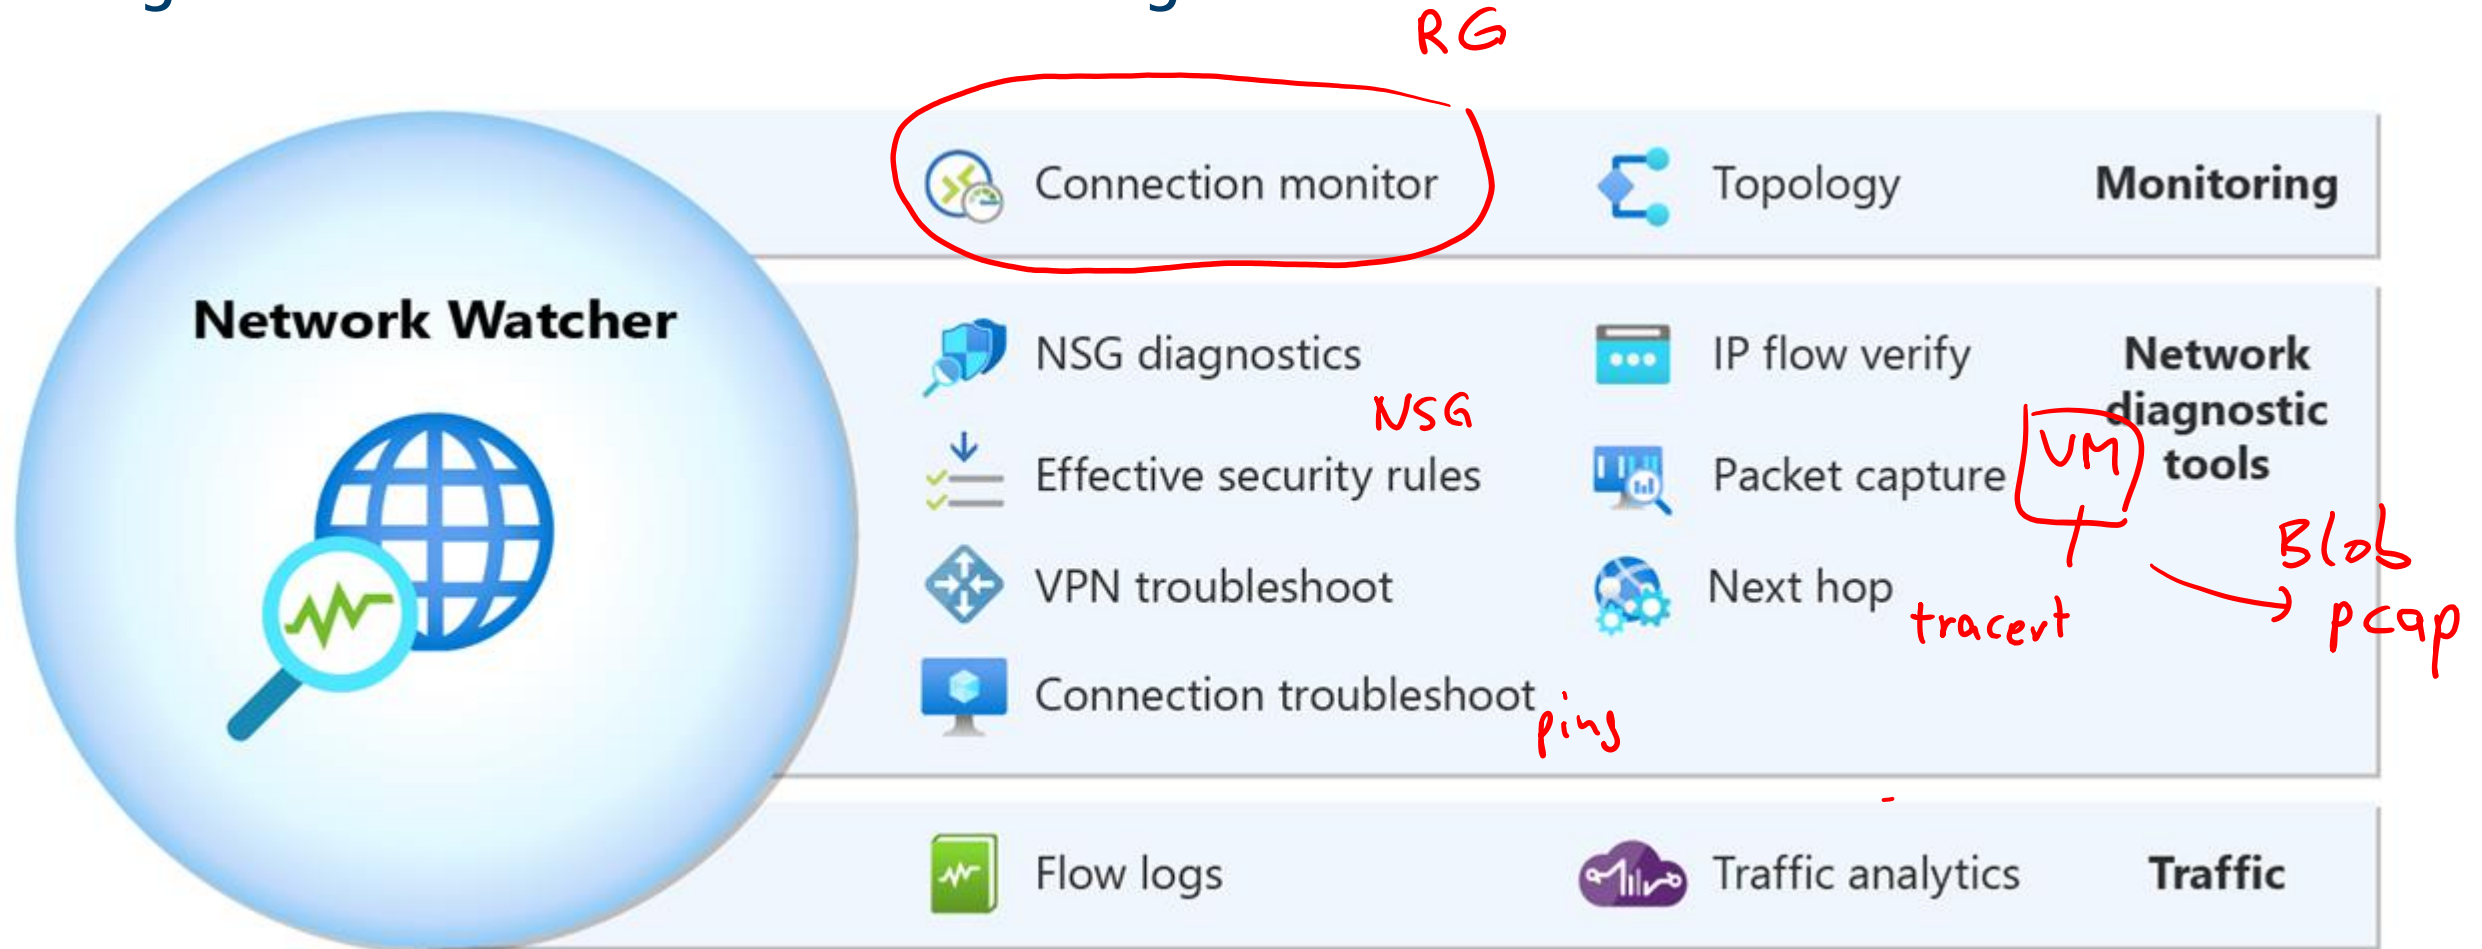 RG
Connection monitor
Topology
Monitoring
Network Watcher
NSG diagnostics
IP flow verify
Network
diagnostic
tools
NSG
Effective security rules
Packet capture
VM
VPN troubleshoot
Next hop
tracert
Blob
pcap
Connection troubleshoot
ping
Flow logs
Traffic analytics
Traffic